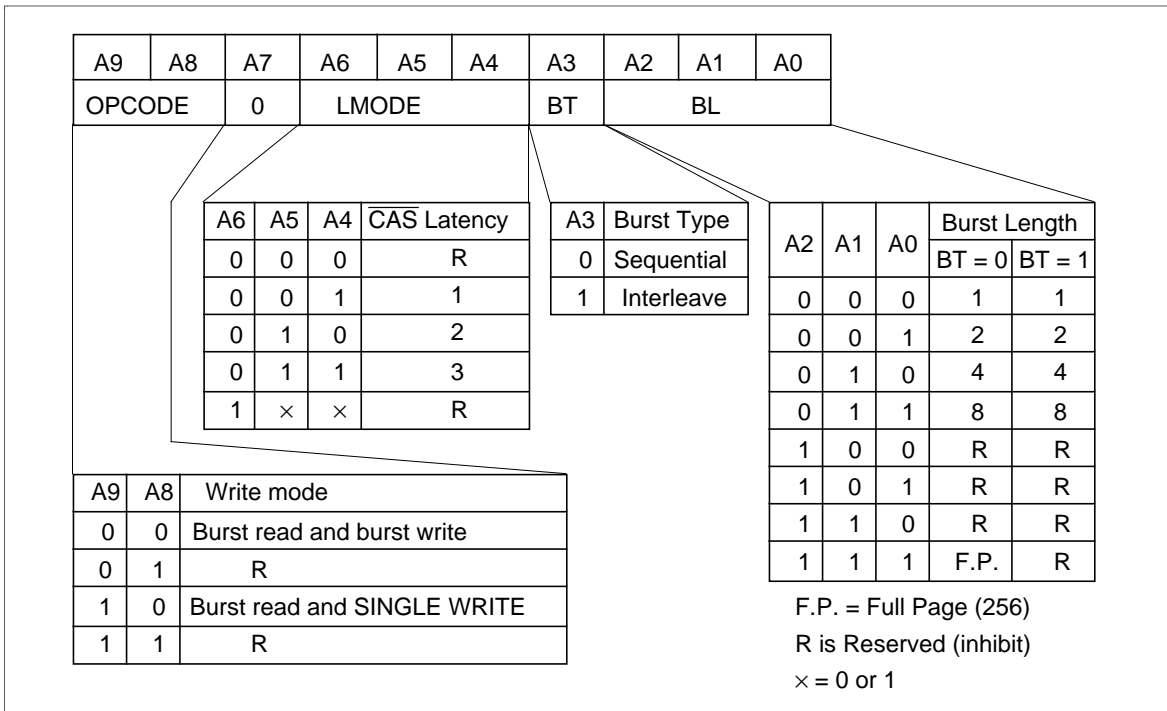 A9 A8 A7 A6 A5 A4 A3 A2 A1 A0
OPCODE 0 LMODE BT BL
A6 A5 A4 CAS Latency
0 0 0 R
0 0 1 1
0 1 0 2
0 1 1 3
1 × × R
A3 Burst Type
0 Sequential
1 Interleave
A2 A1 A0 Burst Length
BT = 0 BT = 1
0 0 0 1 1
0 0 1 2 2
0 1 0 4 4
0 1 1 8 8
1 0 0 R R
1 0 1 R R
1 1 0 R R
1 1 1 F.P. R
A9 A8 Write mode
0 0 Burst read and burst write
0 1 R
1 0 Burst read and SINGLE WRITE
1 1 R
F.P. = Full Page (256)
R is Reserved (inhibit)
× = 0 or 1